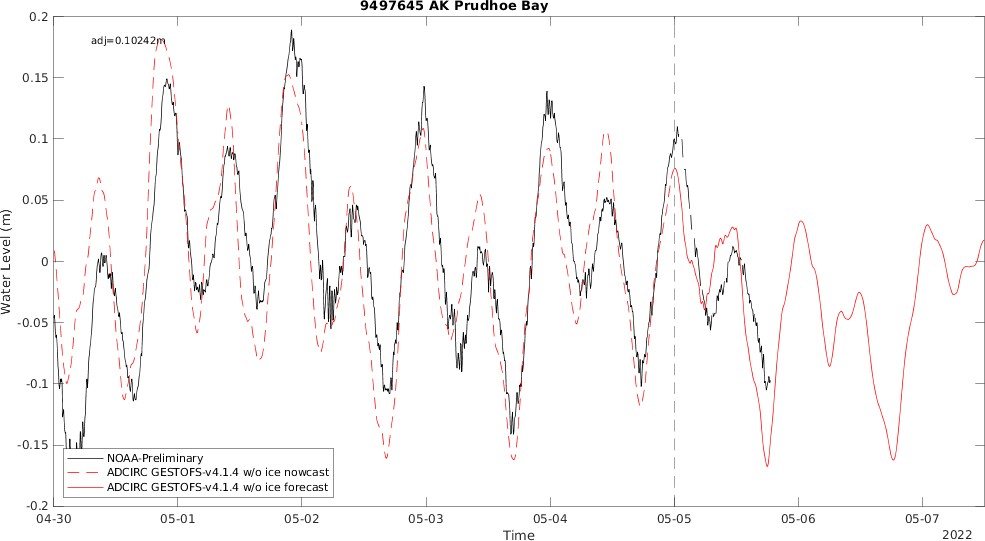 9497645 AK Prudhoe Bay
adj=0.10242m
0.2
0.15
0.1
0.05
0
-0.05
-0.1
-0.15
-0.2
Water Level (m)
NOAA-Preliminary
ADCIRC GESTOFS-v4.1.4 w/o ice nowcast
ADCIRC GESTOFS-v4.1.4 w/o ice forecast
04-30 05-01 05-02 05-03 05-04 05-05 05-06 05-07
Time
2022